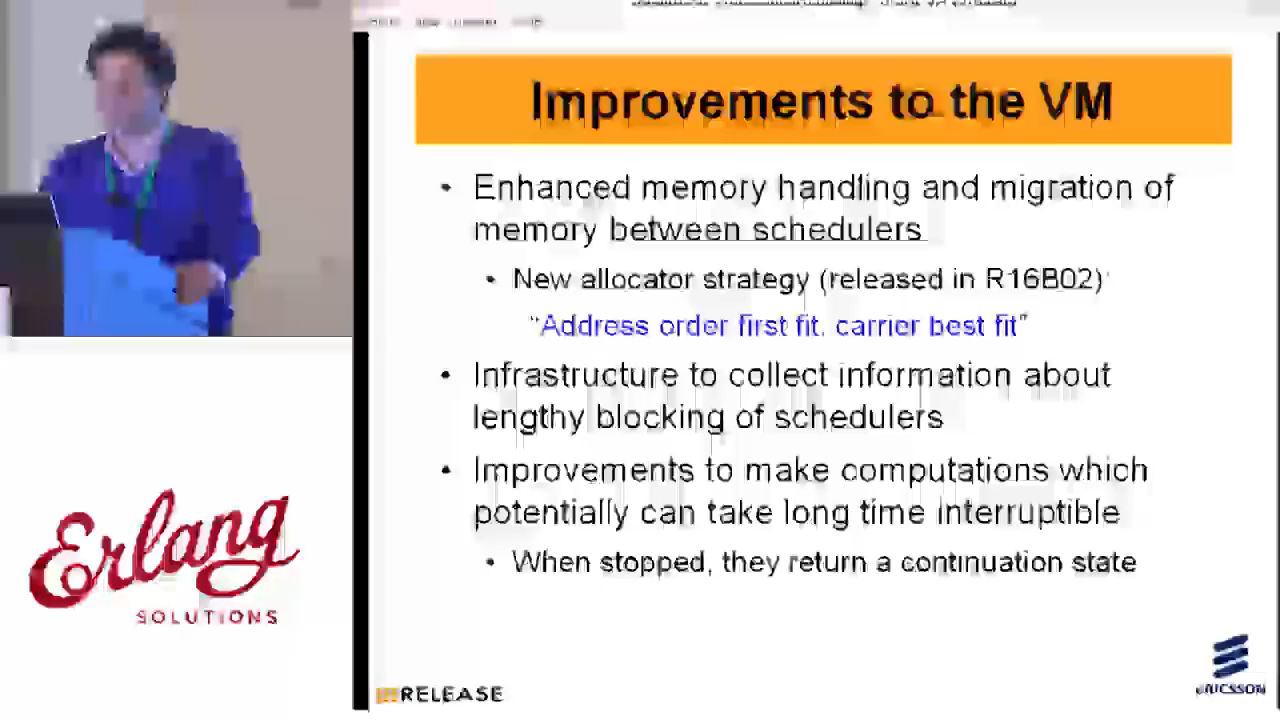 Improvements to the VM
• Enhanced memory handling and migration of
memory between schedulers
• New allocator strategy (released in R16B02)
"Address order first fit, carrier best fit"
• Infrastructure to collect information about
lengthy blocking of schedulers
• Improvements to make computations which
potentially can take long time interruptible
• When stopped, they return a continuation state
Erlang
SOLUTIONS
RELEASE
ERICSSON